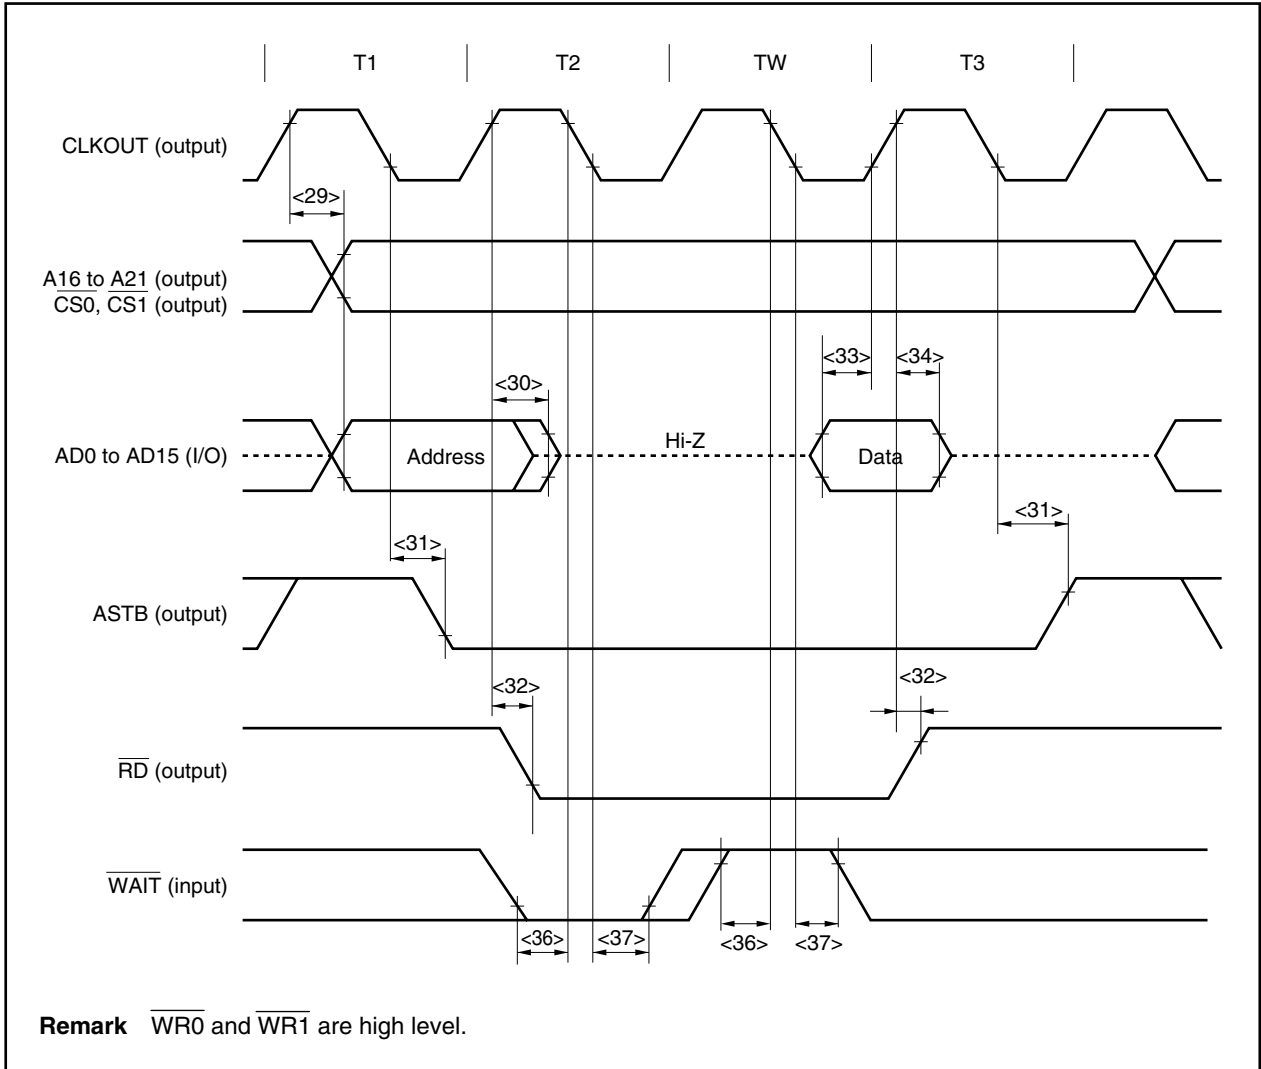 T1 T2 TW T3
CLKOUT (output)
<29>
A16 to A21 (output)
CS0, CS1 (output)
<33> <34>
<30>
Hi-Z
AD0 to AD15 (I/O) Address Data
<31>
<31>
ASTB (output)
<32>
<32>
RD (output)
WAIT (input)
<36> <37> <36> <37>
Remark WR0 and WR1 are high level.